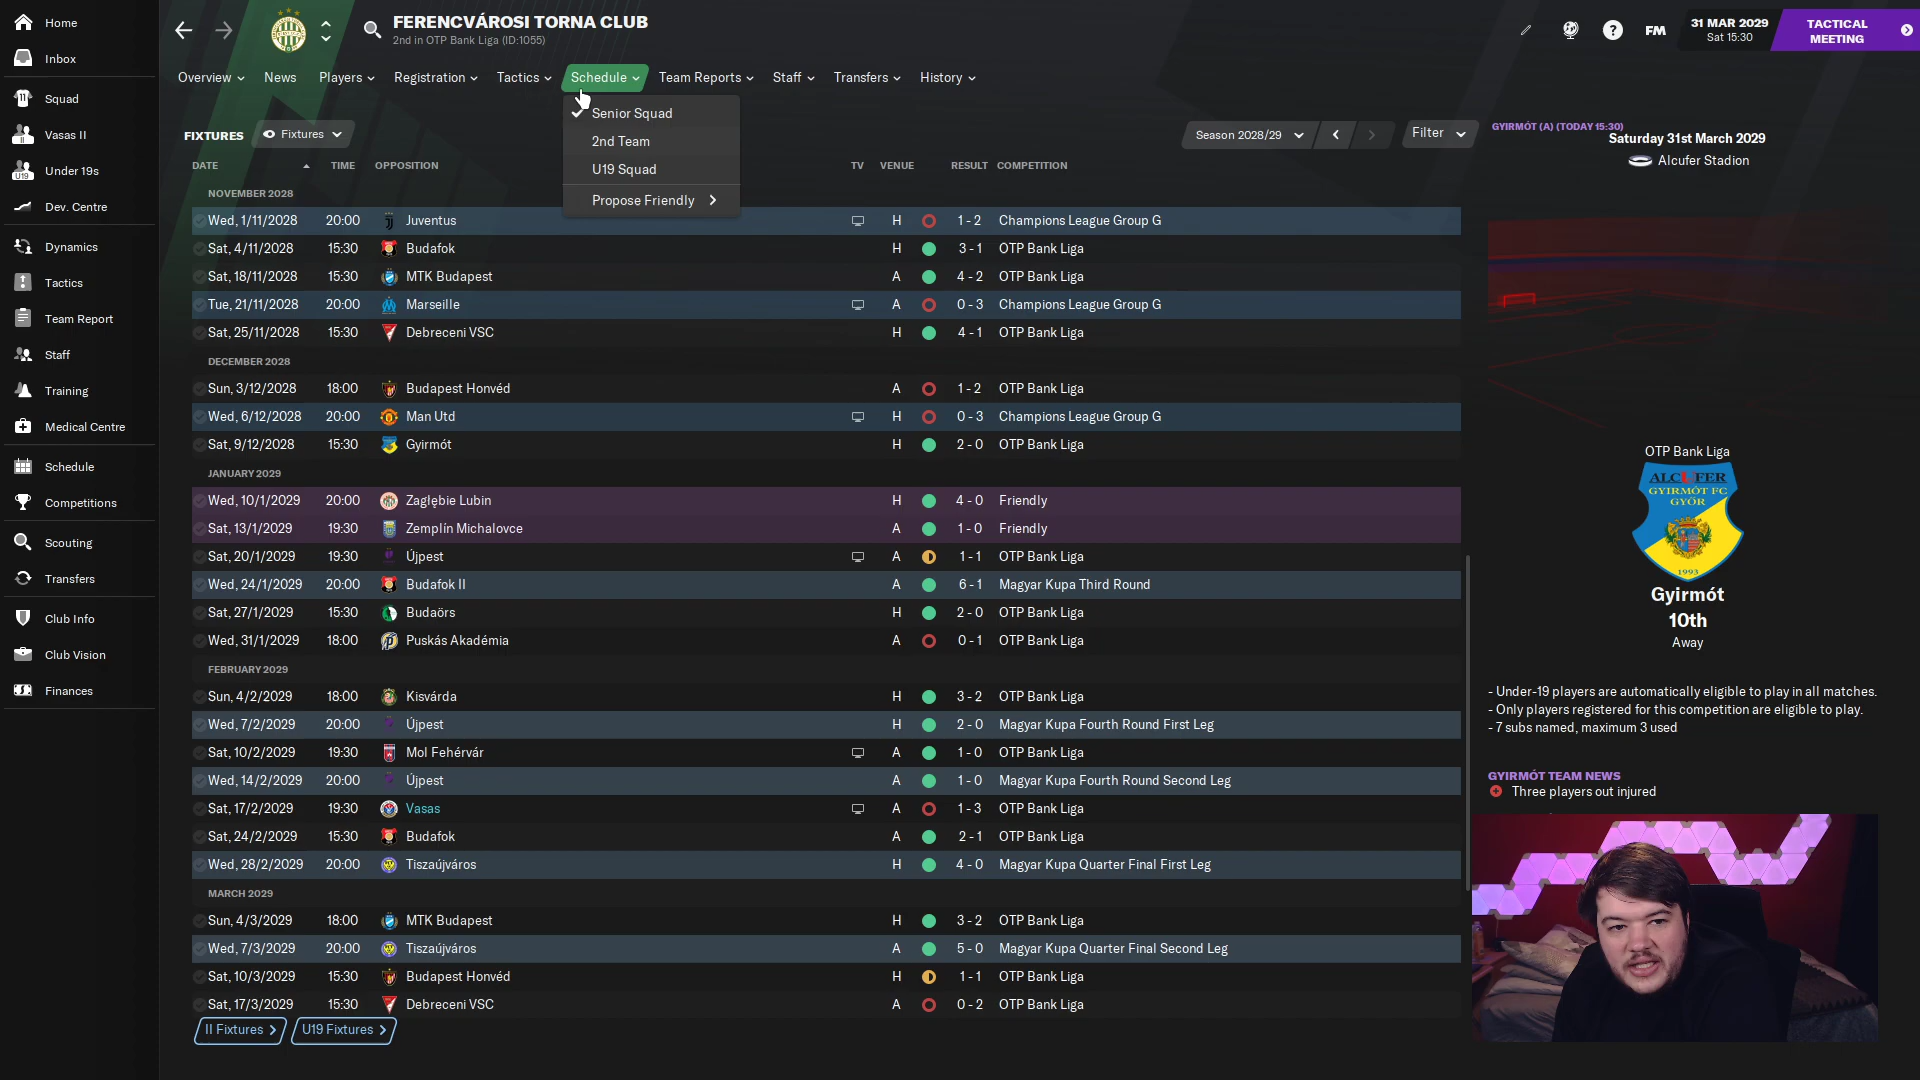 Home
Inbox
Squad
Vasas II
Under 19s
Dev. Centre
Dynamics
Tactics
Team Report
Staff
Training
Medical Centre
Schedule
Competitions
Scouting
Transfers
Club Info
Club Vision
Finances
FERENCVÁROSI TORNA CLUB
2nd in OTP Bank Liga (ID:1055)
FM
31 MAR 2029
Sat 15:30
TACTICAL
MEETING
Overview News Players Registration Tactics Schedule Team Reports Staff Transfers History
Senior Squad
2nd Team
U19 Squad
Propose Friendly
FIXTURES Fixtures
Season 2028/29 Filter
DATE TIME OPPOSITION TV VENUE RESULT COMPETITION
NOVEMBER 2028
Wed, 1/11/2028 20:00 Juventus H 1 - 2 Champions League Group G
Sat, 4/11/2028 15:30 Budafok H 3 - 1 OTP Bank Liga
Sat, 18/11/2028 15:30 MTK Budapest A 4 - 2 OTP Bank Liga
Tue, 21/11/2028 20:00 Marseille A 0 - 3 Champions League Group G
Sat, 25/11/2028 15:30 Debreceni VSC H 4 - 1 OTP Bank Liga
DECEMBER 2028
Sun, 3/12/2028 18:00 Budapest Honvéd A 1 - 2 OTP Bank Liga
Wed, 6/12/2028 20:00 Man Utd H 0 - 3 Champions League Group G
Sat, 9/12/2028 15:30 Gyirmót H 2 - 0 OTP Bank Liga
JANUARY 2029
Wed, 10/1/2029 20:00 Zagłębie Lubin H 4 - 0 Friendly
Sat, 13/1/2029 19:30 Zemplín Michalovce A 1 - 0 Friendly
Sat, 20/1/2029 19:30 Újpest A 1 - 1 OTP Bank Liga
Wed, 24/1/2029 20:00 Budafok II A 6 - 1 Magyar Kupa Third Round
Sat, 27/1/2029 15:30 Budaörs H 2 - 0 OTP Bank Liga
Wed, 31/1/2029 18:00 Puskás Akadémia A 0 - 1 OTP Bank Liga
FEBRUARY 2029
Sun, 4/2/2029 18:00 Kisvárda H 3 - 2 OTP Bank Liga
Wed, 7/2/2029 20:00 Újpest H 2 - 0 Magyar Kupa Fourth Round First Leg
Sat, 10/2/2029 19:30 Mol Fehérvár A 1 - 0 OTP Bank Liga
Wed, 14/2/2029 20:00 Újpest A 1 - 0 Magyar Kupa Fourth Round Second Leg
Sat, 17/2/2029 19:30 Vasas A 1 - 3 OTP Bank Liga
Sat, 24/2/2029 15:30 Budafok A 2 - 1 OTP Bank Liga
Wed, 28/2/2029 20:00 Tiszaújváros H 4 - 0 Magyar Kupa Quarter Final First Leg
MARCH 2029
Sun, 4/3/2029 18:00 MTK Budapest H 3 - 2 OTP Bank Liga
Wed, 7/3/2029 20:00 Tiszaújváros A 5 - 0 Magyar Kupa Quarter Final Second Leg
Sat, 10/3/2029 15:30 Budapest Honvéd H 1 - 1 OTP Bank Liga
Sat, 17/3/2029 15:30 Debreceni VSC A 0 - 2 OTP Bank Liga
II Fixtures U19 Fixtures
GYIRMÓT (A) (TODAY 15:30)
Saturday 31st March 2029
Alcufer Stadion
OTP Bank Liga
ALCUFER
GYIRMÓT FC
GYŐR
1993
Gyirmót
10th
Away
- Under-19 players are automatically eligible to play in all matches.
- Only players registered for this competition are eligible to play.
- 7 subs named, maximum 3 used
GYIRMÓT TEAM NEWS
Three players out injured